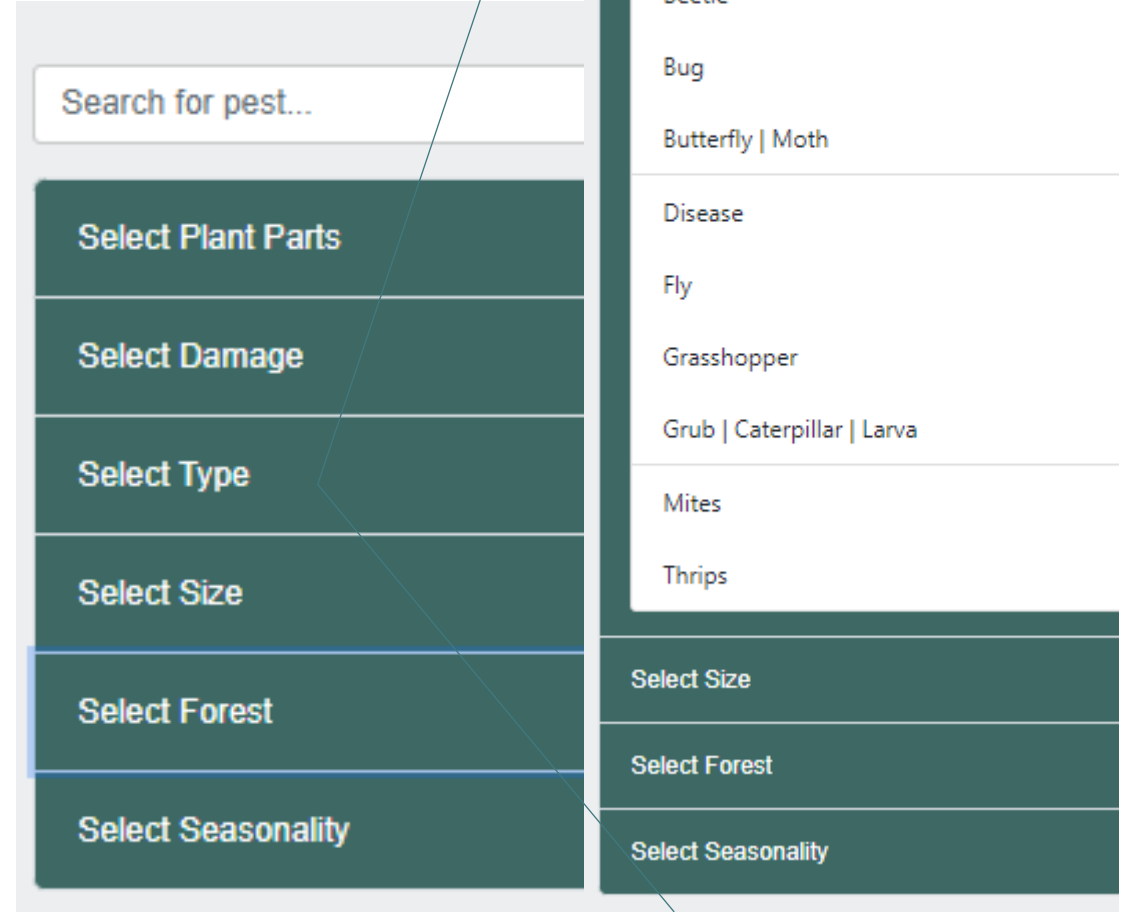 Search for pest...
Select Plant Parts
Select Damage
Select Type
Select Size
Select Forest
Select Seasonality
Beetle
Bug
Butterfly | Moth
Disease
Fly
Grasshopper
Grub | Caterpillar | Larva
Mites
Thrips
Select Size
Select Forest
Select Seasonality